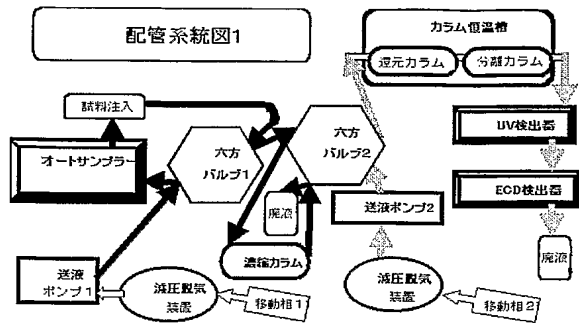 配管系統図1
カラム恒温槽
還元カラム
分離カラム
試料注入
オートサンプラー
六方
バルブ1
六方
バルブ2
UV検出器
ECD検出器
廃液
濃縮カラム
送液ポンプ2
廃液
送液
ポンプ1
減圧脱気
装置
移動相1
減圧脱気
装置
移動相2